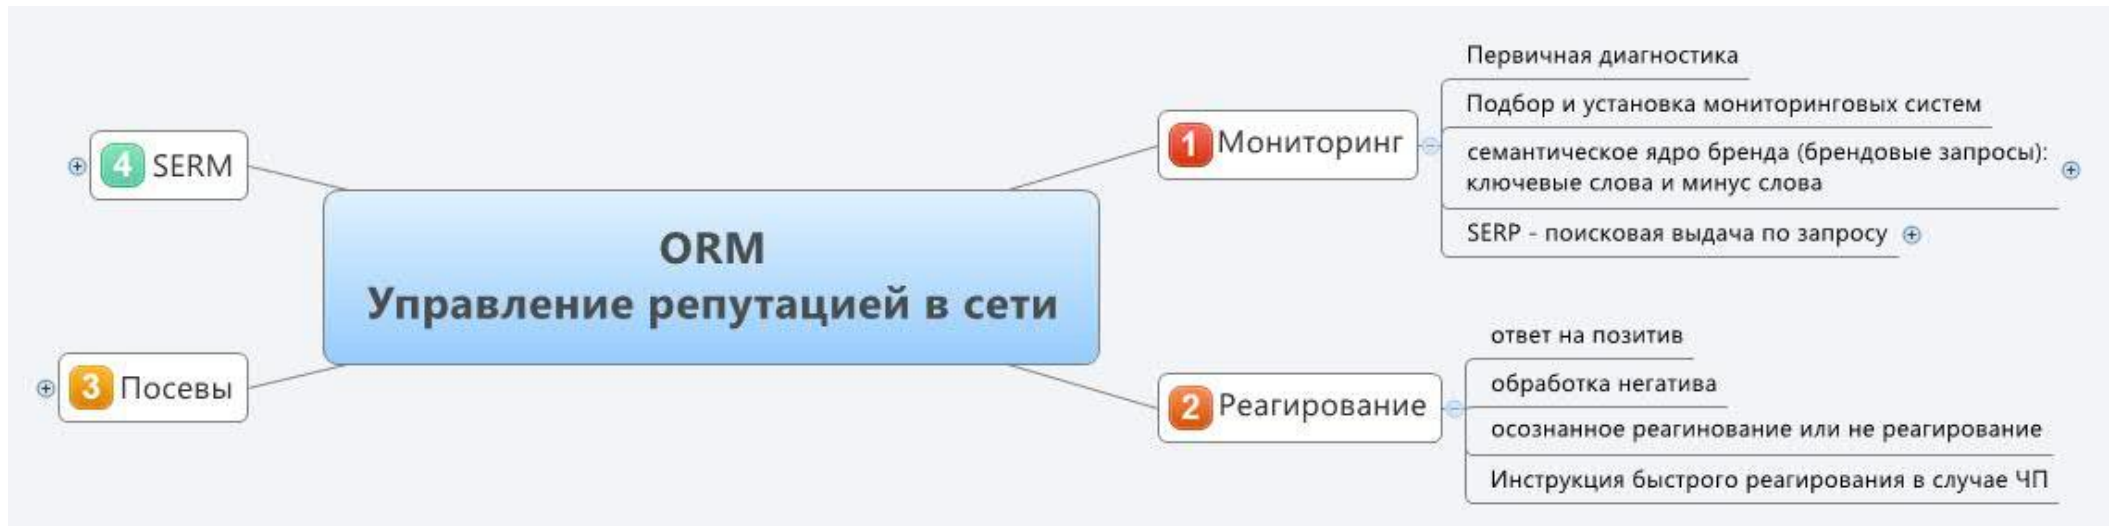 ORM
Управление репутацией в сети
1 Мониторинг
Первичная диагностика
Подбор и установка мониторинговых систем
семантическое ядро бренда (брендовые запросы):
ключевые слова и минус слова
SERP - поисковая выдача по запросу
2 Реагирование
ответ на позитив
обработка негатива
осознанное реагинование или не реагирование
Инструкция быстрого реагирования в случае ЧП
3 Посевы
4 SERM